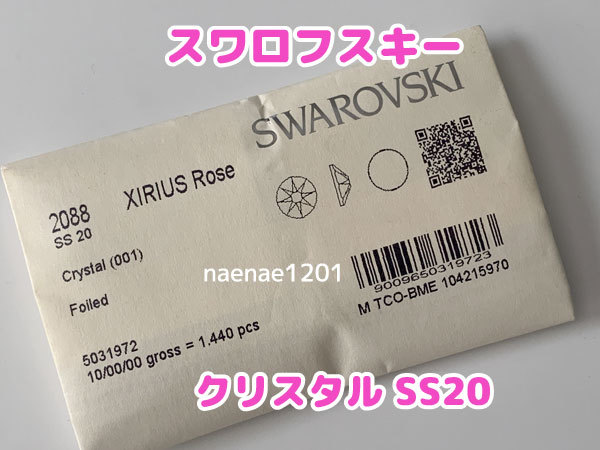 スワロフスキー
SWAROVSKI
2088 XIRIUS Rose
SS 20
Crystal (001)
Foiled
naenae1201
9009650319723
M TCO-BME 104215970
5031972
10/00/00 gross = 1.440 pcs
クリスタル SS20